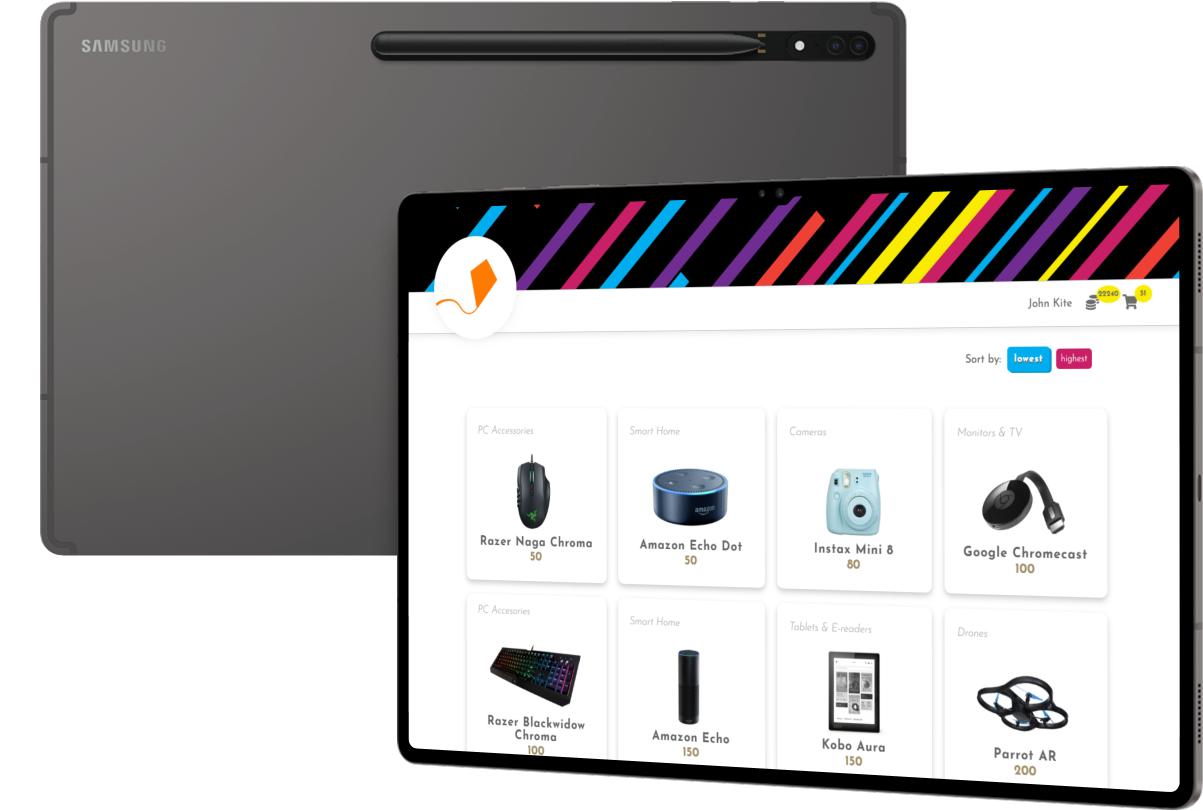 SAMSUNG
John Kite
22240
51
Sort by:
lowest
highest
PC Accessories
Smart Home
Cameras
Monitors & TV
amazon
Razer Naga Chroma
50
Amazon Echo Dot
50
Instax Mini 8
80
Google Chromecast
100
PC Accesories
Smart Home
Tablets & E-readers
Drones
Razer Blackwidow
Chroma
100
Amazon Echo
150
Kobo Aura
150
Parrot AR
200